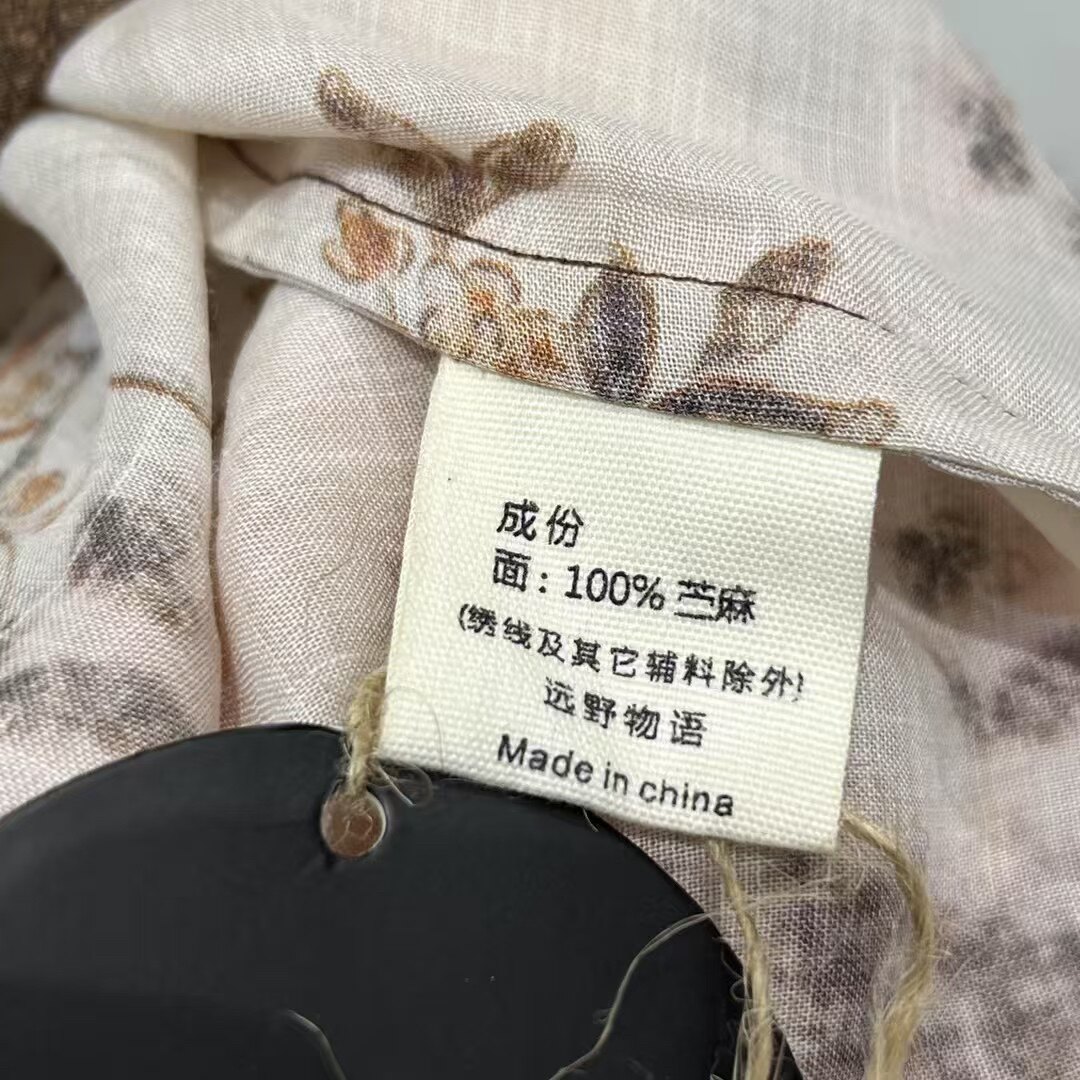 成份
面：100% 苎麻
(绣线及其它辅料除外)
远野物语
Made in china